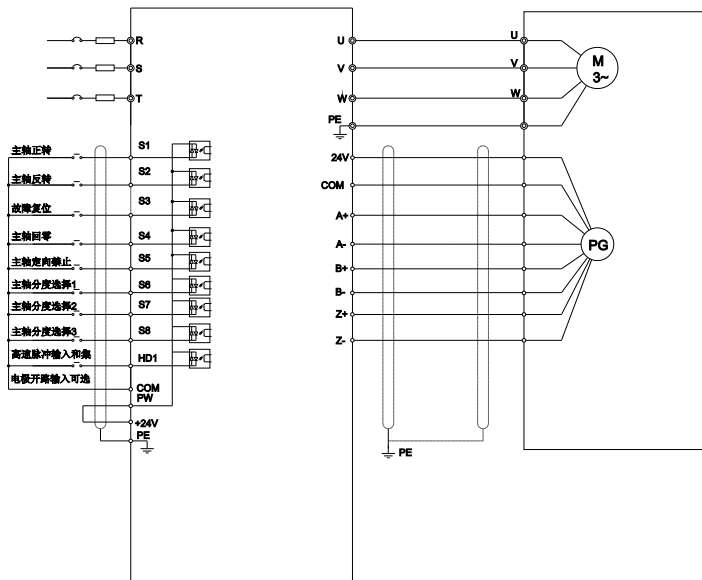 R
U
U
S
V
V
M
3~
T
W
W
PE
主轴正转
S1
24V
主轴反转
S2
COM
故障复位
S3
A+
主轴回零
S4
A-
PG
主轴定向禁止
S5
B+
主轴分度选择1
S6
B-
主轴分度选择2
S7
Z+
主轴分度选择3
S8
Z-
高速脉冲输入和集
HD1
电极开路输入可选
COM
PW
+24V
PE
PE